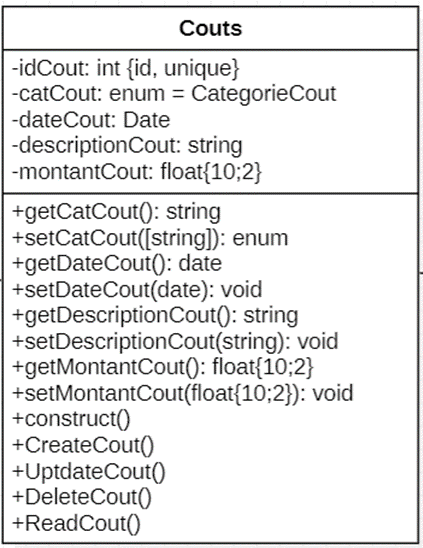 Couts
-idCout: int {id, unique}
-catCout: enum = CategorieCout
-dateCout: Date
-descriptionCout: string
-montantCout: float{10;2}
+getCatCout(): string
+setCatCout([string]): enum
+getDateCout(): date
+setDateCout(date): void
+getDescriptionCout(): string
+setDescriptionCout(string): void
+getMontantCout(): float{10;2}
+setMontantCout(float{10;2}): void
+construct()
+CreateCout()
+UptdateCout()
+DeleteCout()
+ReadCout()